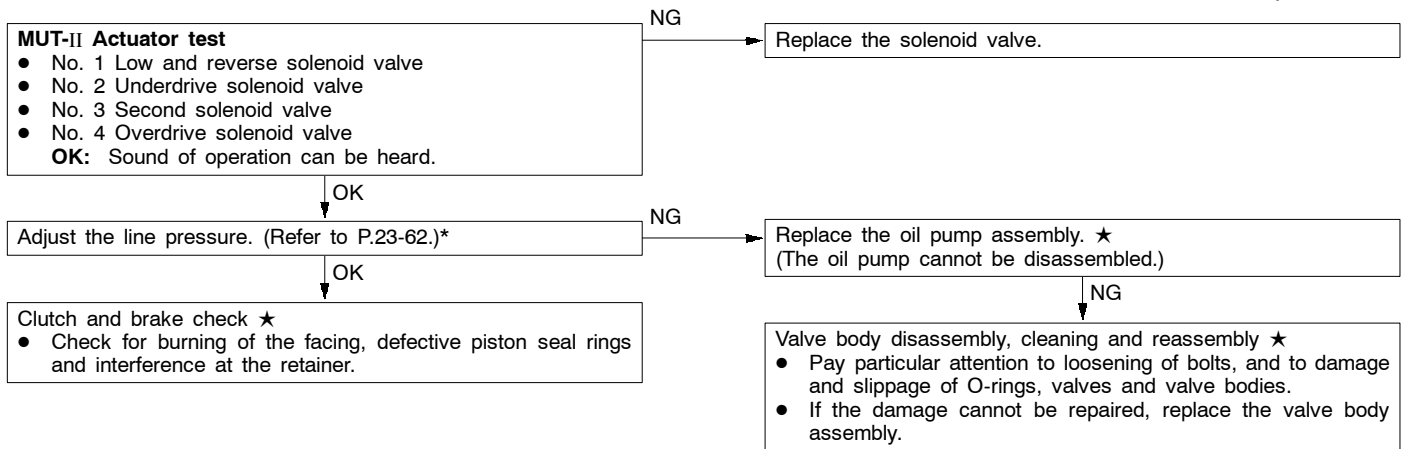 NG
MUT-II Actuator test
● No. 1 Low and reverse solenoid valve
● No. 2 Underdrive solenoid valve
● No. 3 Second solenoid valve
● No. 4 Overdrive solenoid valve
OK: Sound of operation can be heard.
Replace the solenoid valve.
OK
NG
Adjust the line pressure. (Refer to P.23-62.)*
Replace the oil pump assembly. ★
(The oil pump cannot be disassembled.)
OK
NG
Clutch and brake check ★
● Check for burning of the facing, defective piston seal rings
and interference at the retainer.
Valve body disassembly, cleaning and reassembly ★
● Pay particular attention to loosening of bolts, and to damage
and slippage of O-rings, valves and valve bodies.
● If the damage cannot be repaired, replace the valve body
assembly.